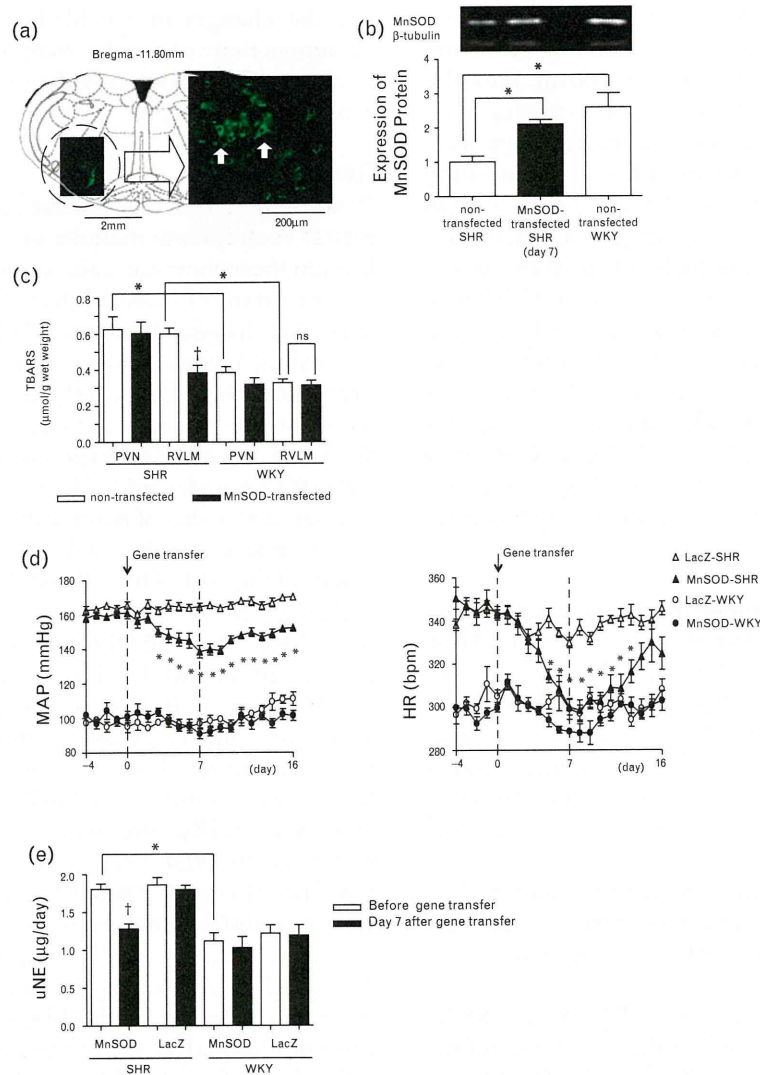 (a)
Bregma -11.80mm
2mm
200μm
(b)
MnSOD
β-tubulin
Expression of
MnSOD Protein
4
3
2
1
0
*
*
non-
transfected
SHR
MnSOD-
transfected
SHR
(day 7)
non-
transfected
WKY
(c)
TBARS
(μmol/g wet weight)
0.8
0.6
0.4
0.2
0.0
*
*
†
ns
PVN RVLM PVN RVLM
SHR WKY
non-transfected MnSOD-transfected
(d)
Gene transfer
MAP (mmHg)
180
160
140
120
100
80
* * * * * * * * * * * * * *
−4 0 7 (day) 16
Gene transfer
HR (bpm)
360
340
320
300
280
* * * * * * * * *
−4 0 7 (day) 16
LacZ-SHR
MnSOD-SHR
LacZ-WKY
MnSOD-WKY
(e)
uNE (μg/day)
2.0
1.5
1.0
0.5
0.0
*
†
MnSOD LacZ MnSOD LacZ
SHR WKY
Before gene transfer
Day 7 after gene transfer